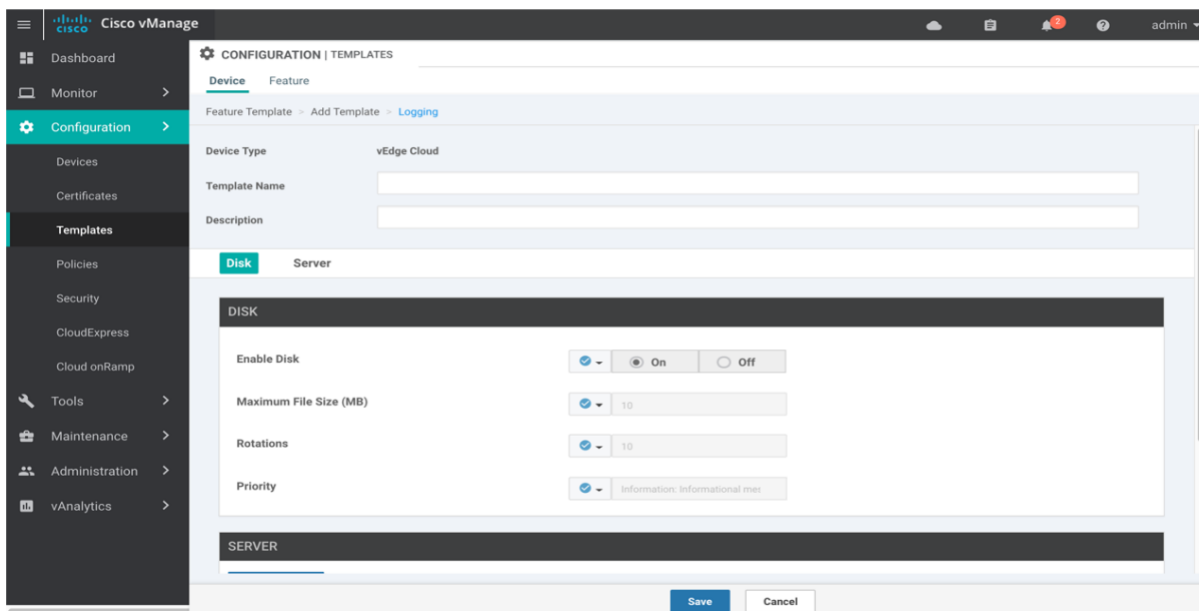 cisco Cisco vManage
2
admin
Dashboard
Monitor
Configuration
Devices
Certificates
Templates
Policies
Security
CloudExpress
Cloud onRamp
Tools
Maintenance
Administration
vAnalytics
CONFIGURATION | TEMPLATES
Device Feature
Feature Template > Add Template > Logging
Device Type vEdge Cloud
Template Name
Description
Disk Server
DISK
Enable Disk On Off
Maximum File Size (MB) 10
Rotations 10
Priority Information: Informational mes
SERVER
Save Cancel